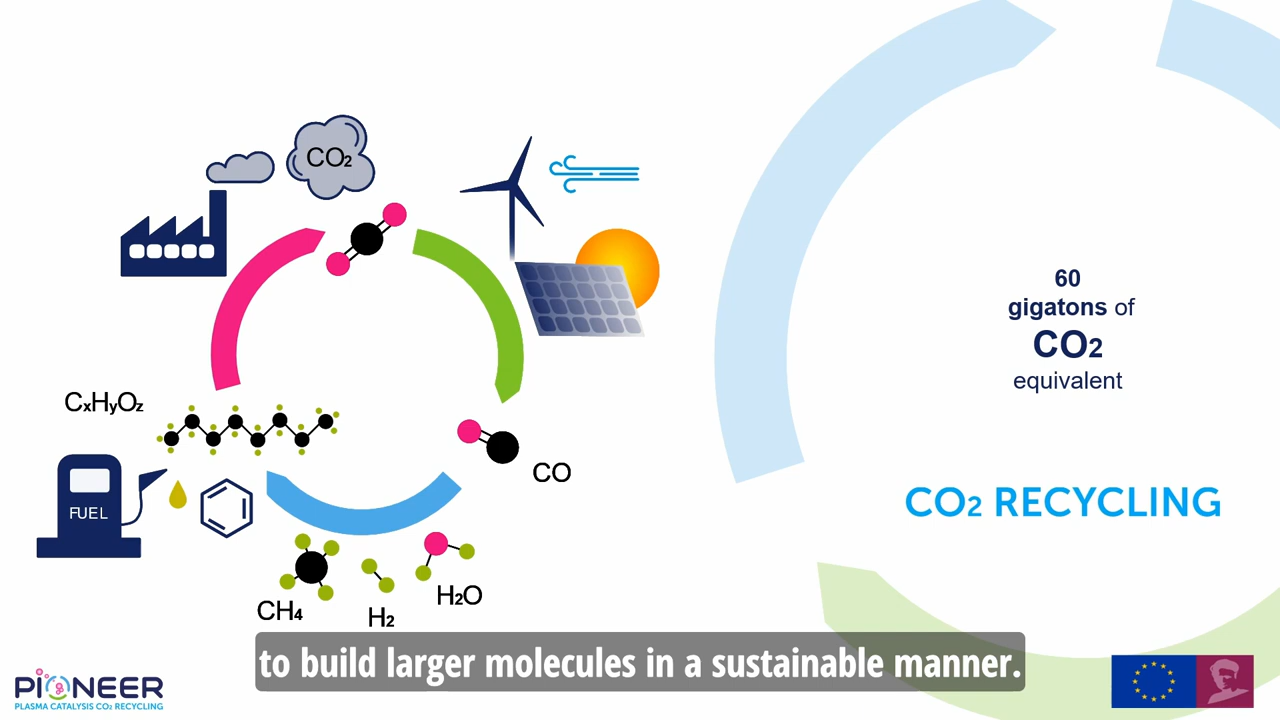 CO₂
60
gigatons of
CO₂
equivalent
CₓHᵧO_z
CO
FUEL
CO₂ RECYCLING
CH₄
H₂
H₂O
to build larger molecules in a sustainable manner.
PIONEER
PLASMA CATALYSIS CO₂ RECYCLING